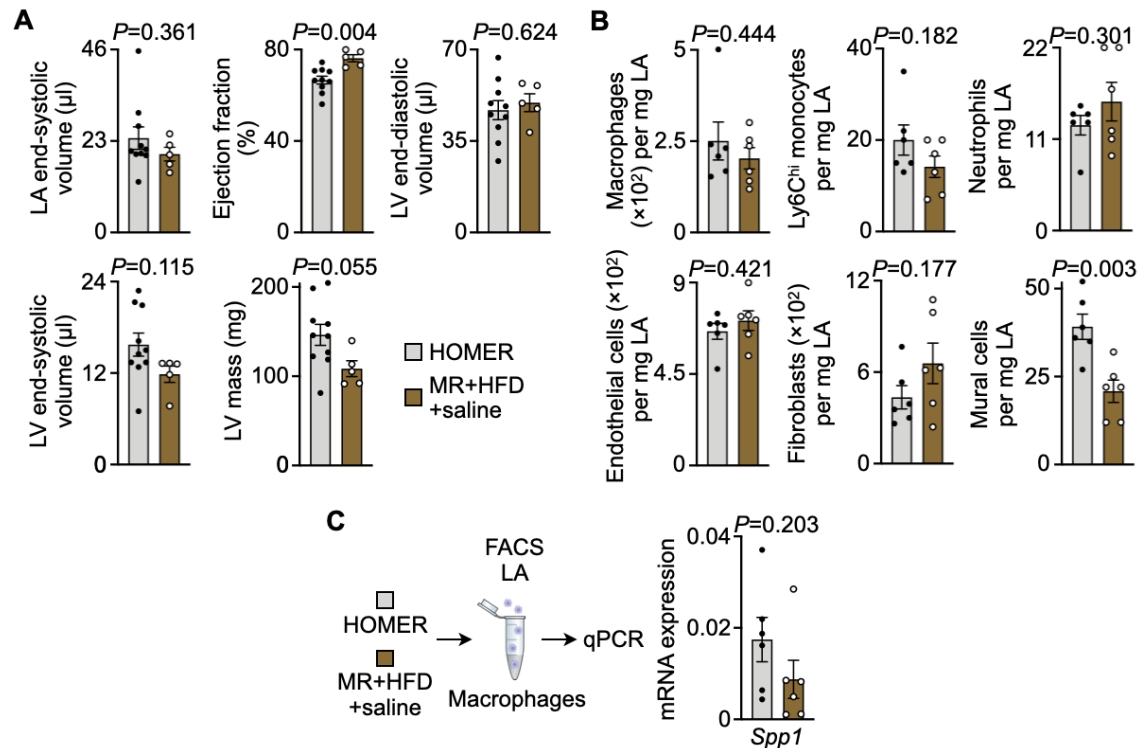 A
P=0.361
LA end-systolic
volume (µl)
46
23
0
P=0.004
Ejection fraction
(%)
80
40
0
P=0.624
LV end-diastolic
volume (µl)
70
35
0
P=0.115
LV end-systolic
volume (µl)
24
12
0
P=0.055
LV mass (mg)
200
100
0
HOMER
MR+HFD
+saline
B
P=0.444
Macrophages
(×10²) per mg LA
5
2.5
0
P=0.182
Ly6Cʰⁱ monocytes
per mg LA
40
20
0
P=0.301
Neutrophils
per mg LA
22
11
0
P=0.421
Endothelial cells (×10²)
per mg LA
9
4.5
0
P=0.177
Fibroblasts (×10²)
per mg LA
12
6
0
P=0.003
Mural cells
per mg LA
50
25
0
C
HOMER
MR+HFD
+saline
FACS
LA
Macrophages
qPCR
P=0.203
mRNA expression
0.04
0.02
0
Spp1